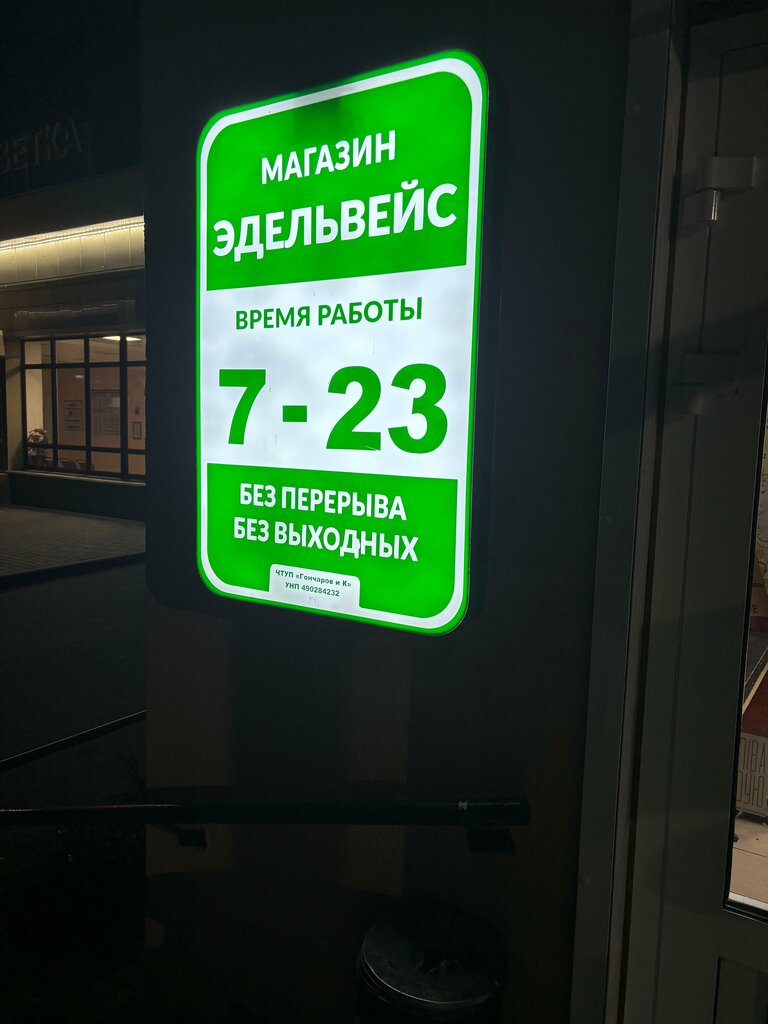 МАГАЗИН
ЭДЕЛЬВЕЙС
ВРЕМЯ РАБОТЫ
7 - 23
БЕЗ ПЕРЕРЫВА
БЕЗ ВЫХОДНЫХ
ЧТУП «Гончаров и К»
УНП 490284232